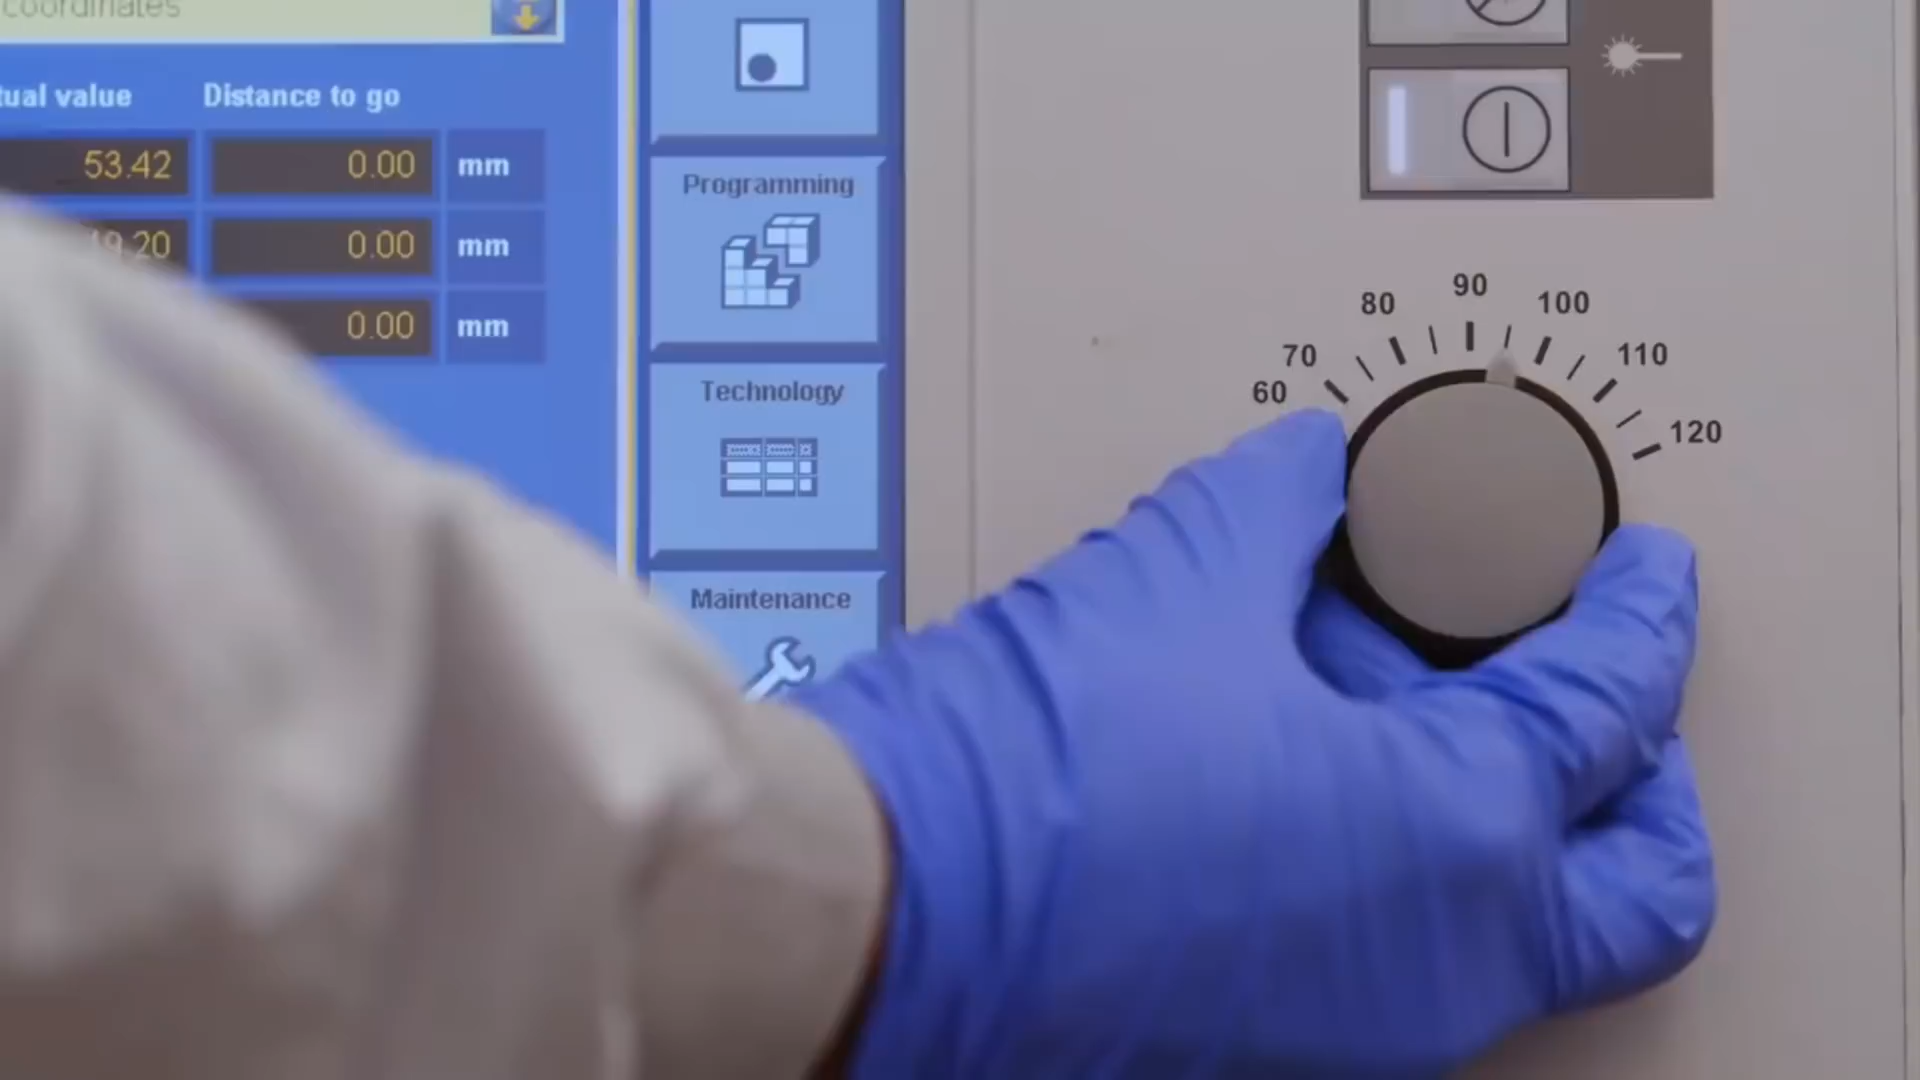 coordinates
tual value Distance to go
53.42 0.00 mm
49.20 0.00 mm
0.00 mm
Programming
Technology
Maintenance
60 70 80 90 100 110 120